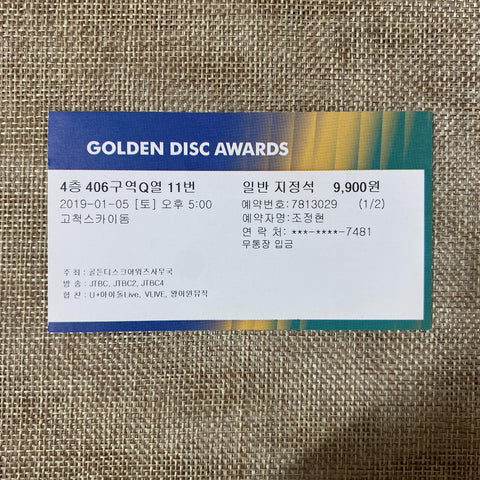 GOLDEN DISC AWARDS
4층 406구역Q열 11번
2019-01-05 [토] 오후 5:00
고척스카이돔
일반 지정석 9,900원
예약번호: 7813029 (1/2)
예약자명: 조정현
연 락 처: ***-****-7481
무통장 입금
주 최 : 골든디스크어워즈사무국
방 송 : JTBC, JTBC2, JTBC4
협 찬 : U+아이돌Live, VLIVE, 왕이원뮤직